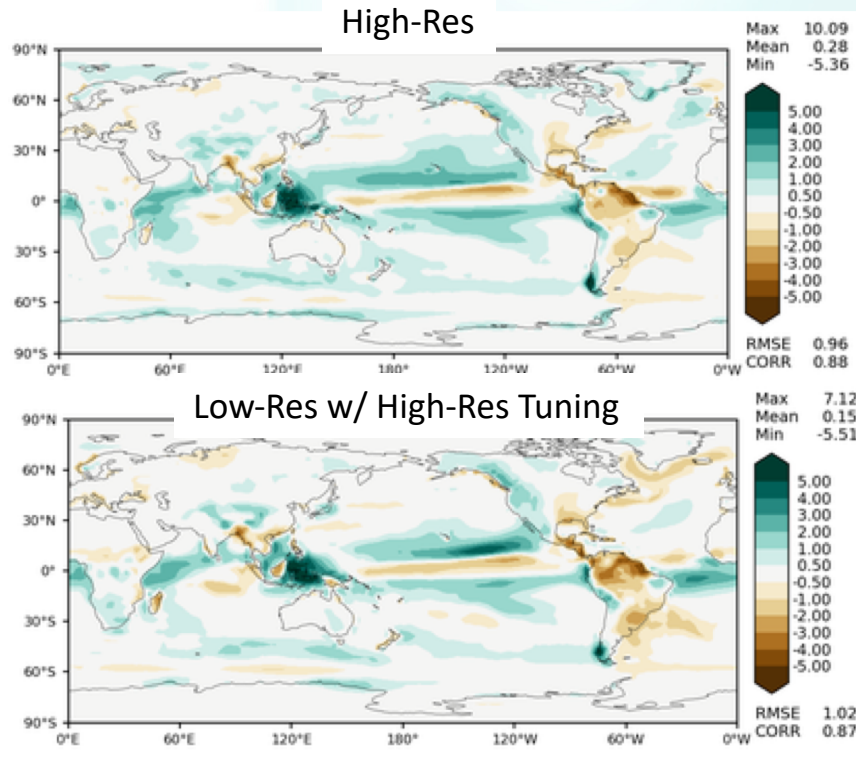 High-Res
Max 10.09
Mean 0.28
Min -5.36
90°N
60°N
30°N
0°
30°S
60°S
90°S
0°E 60°E 120°E 180° 120°W 60°W 0°W
5.00
4.00
3.00
2.00
1.00
0.50
-0.50
-1.00
-2.00
-3.00
-4.00
-5.00
RMSE 0.96
CORR 0.88
Low-Res w/ High-Res Tuning
Max 7.12
Mean 0.15
Min -5.51
90°N
60°N
30°N
0°
30°S
60°S
90°S
0°E 60°E 120°E 180° 120°W 60°W 0°W
5.00
4.00
3.00
2.00
1.00
0.50
-0.50
-1.00
-2.00
-3.00
-4.00
-5.00
RMSE 1.02
CORR 0.87